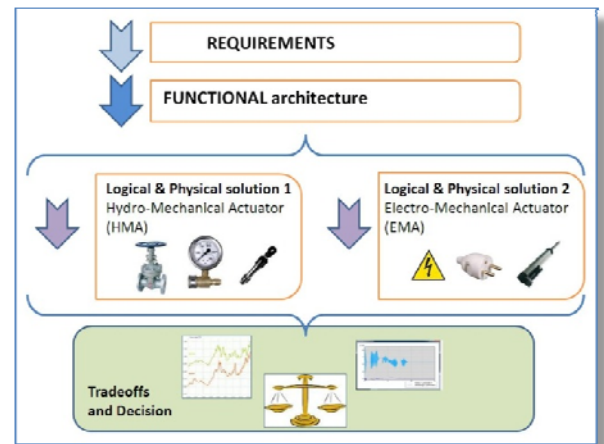 REQUIREMENTS
FUNCTIONAL architecture
Logical & Physical solution 1
Hydro-Mechanical Actuator
(HMA)
Logical & Physical solution 2
Electro-Mechanical Actuator
(EMA)
Tradeoffs
and Decision